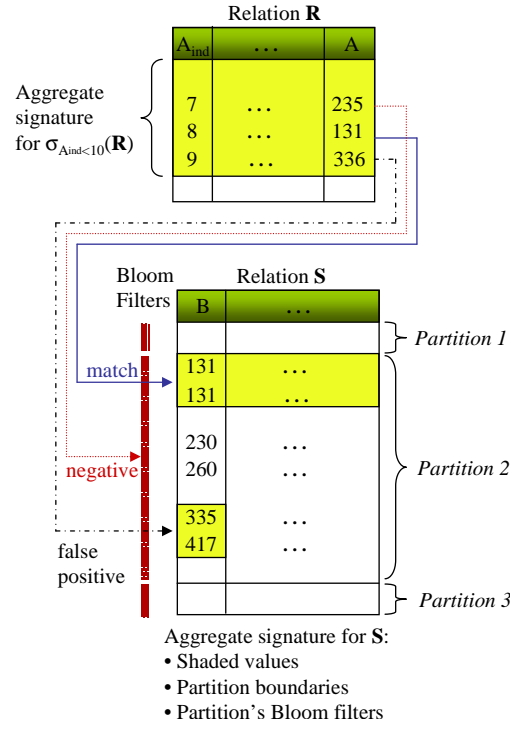 Relation R
A_ind ... A
Aggregate
signature
for σ_Aind<10(R)
7 ... 235
8 ... 131
9 ... 336
Bloom
Filters
Relation S
B ...
Partition 1
match
131 ...
131 ...
230 ...
260 ...
negative
Partition 2
335 ...
417 ...
false
positive
Partition 3
Aggregate signature for S:
• Shaded values
• Partition boundaries
• Partition's Bloom filters